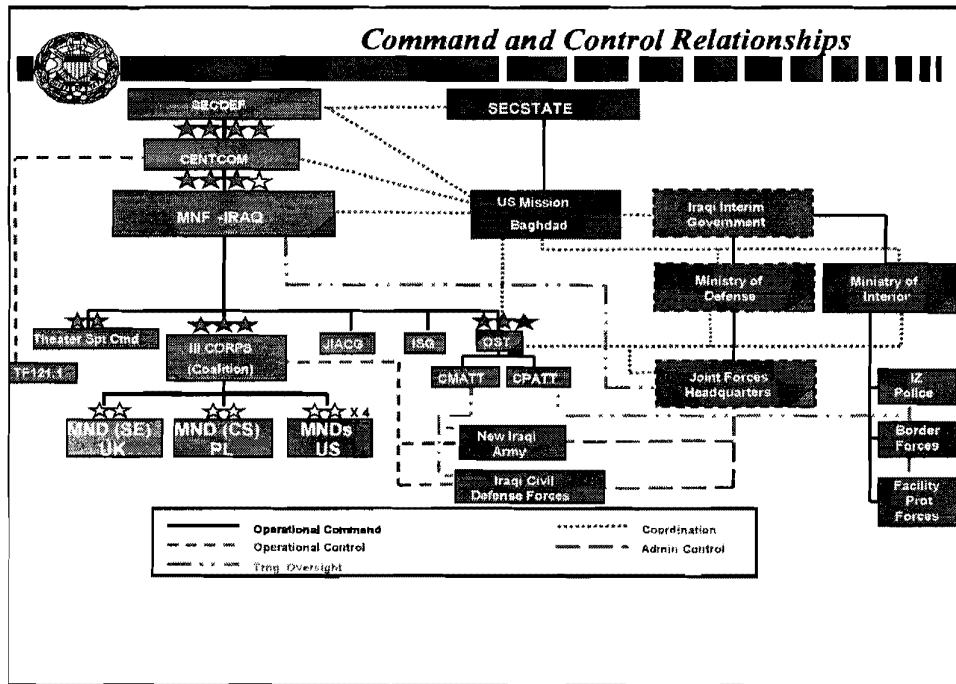 Command and Control Relationships
SECDEF
SECSTATE
CENTCOM
MNF -IRAQ
US Mission
Baghdad
Iraqi Interim
Government
Ministry of
Defense
Ministry of
Interior
Theater Spt Cmd
III CORPS
(Coalition)
JIACG
ISG
OST
TF121.1
CMATT
CPATT
Joint Forces
Headquarters
IZ
Police
MND (SE)
UK
MND (CS)
PL
X 4
MNDs
US
New Iraqi
Army
Border
Forces
Iraqi Civil
Defense Forces
Facility
Prot
Forces
Operational Command
Coordination
Operational Control
Admin Control
Trng Oversight